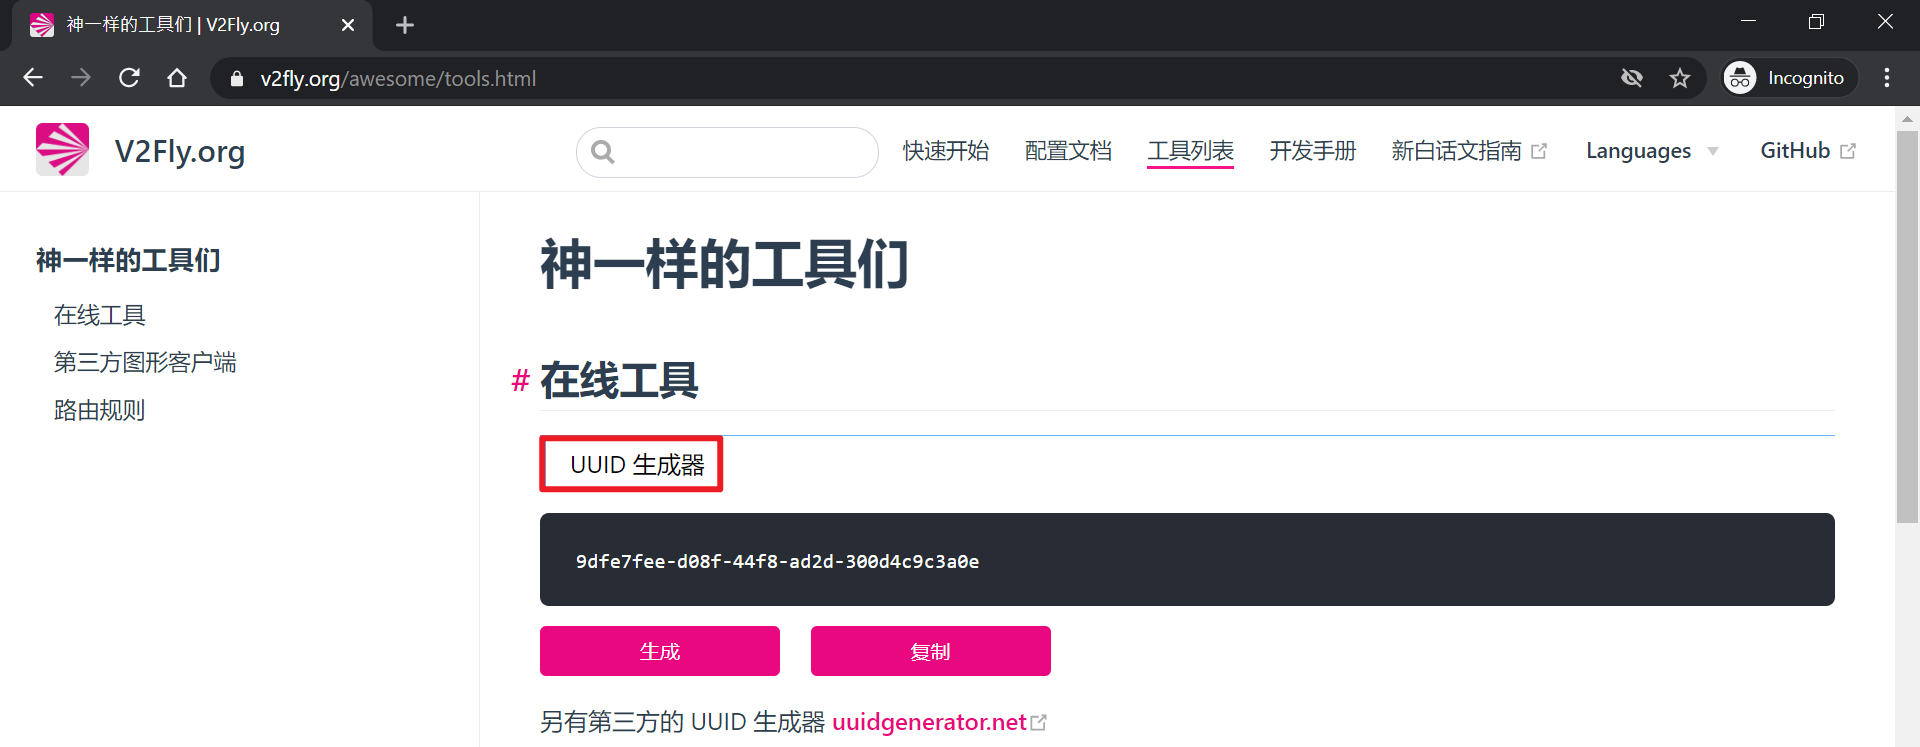 神一样的工具们 | V2Fly.org
v2fly.org/awesome/tools.html
Incognito
V2Fly.org
快速开始 配置文档 工具列表 开发手册 新白话文指南 Languages GitHub
神一样的工具们
在线工具
第三方图形客户端
路由规则
神一样的工具们
# 在线工具
UUID 生成器
9dfe7fee-d08f-44f8-ad2d-300d4c9c3a0e
生成 复制
另有第三方的 UUID 生成器 uuidgenerator.net